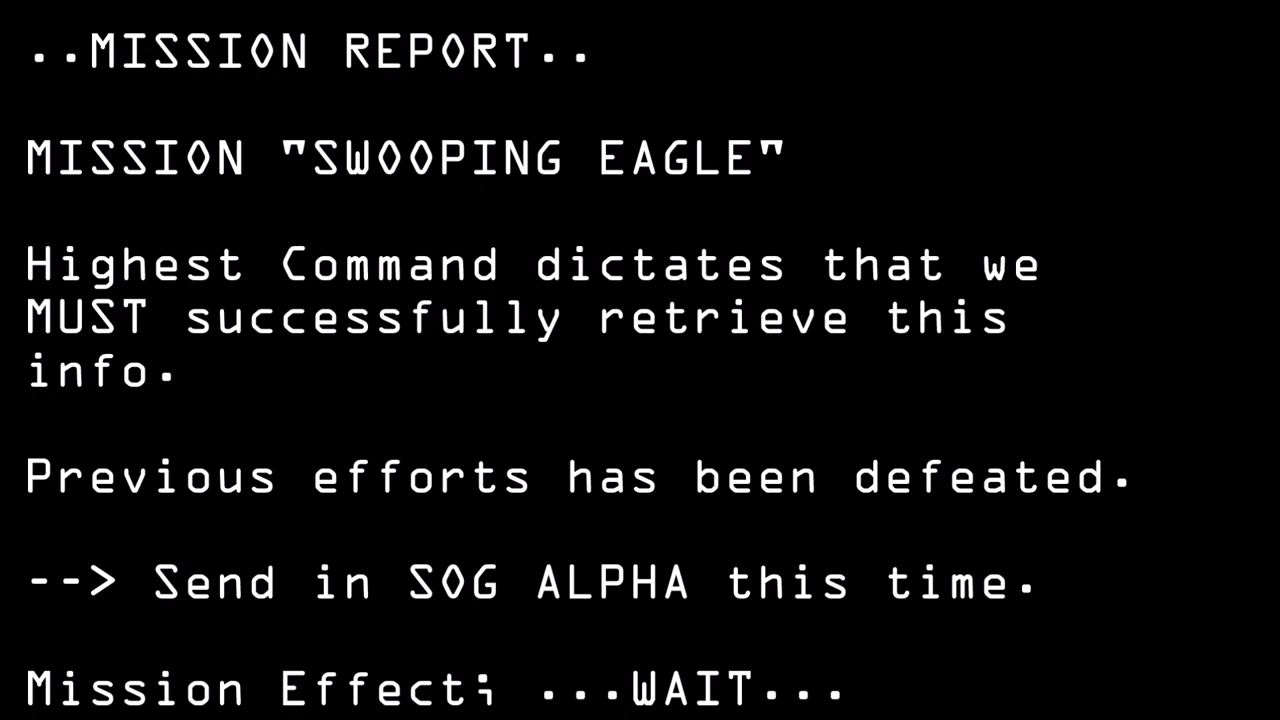 ..MISSION REPORT..
MISSION "SWOOPING EAGLE"
Highest Command dictates that we
MUST successfully retrieve this
info.
Previous efforts has been defeated.
--> Send in SOG ALPHA this time.
Mission Effect; ...WAIT...